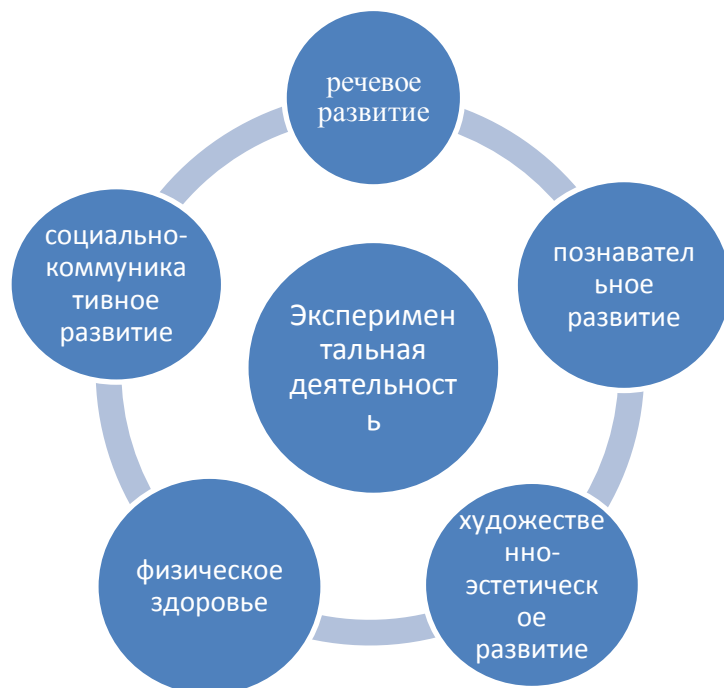 речевое
развитие
социально-
коммуника
тивное
развитие
познавател
ьное
развитие
Эксперимен
тальная
деятельност
ь
физическое
здоровье
художестве
нно-
эстетическ
ое
развитие